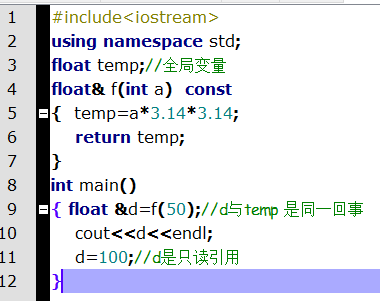 1 #include<iostream>
2 using namespace std;
3 float temp;//全局变量
4 float& f(int a)  const
5 {  temp=a*3.14*3.14;
6 return temp;
7 }
8 int main()
9 { float &d=f(50);//d与temp 是同一回事
10 cout<<d<<endl;
11 d=100;//d是只读引用
12 }